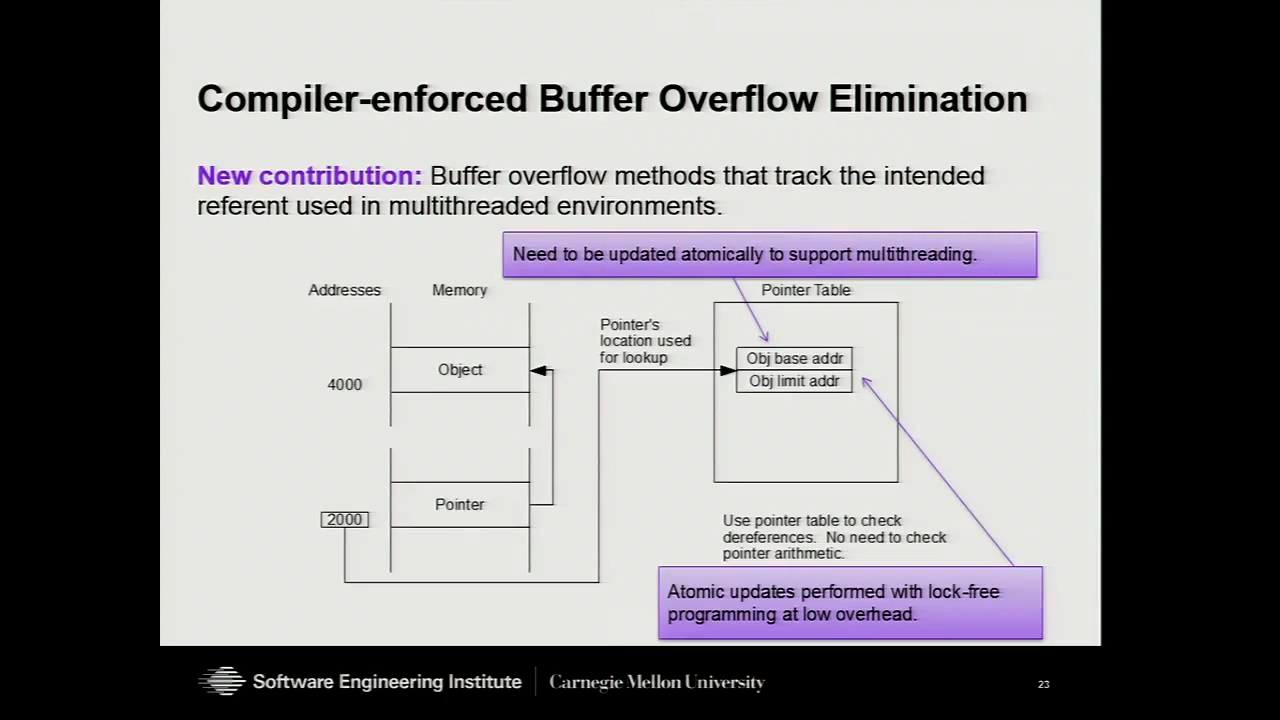 Compiler-enforced Buffer Overflow Elimination
New contribution: Buffer overflow methods that track the intended
referent used in multithreaded environments.
Need to be updated atomically to support multithreading.
Addresses
Memory
Pointer Table
Pointer's
location used
for lookup
Obj base addr
Obj limit addr
Object
4000
Pointer
2000
Use pointer table to check
dereferences. No need to check
pointer arithmetic.
Atomic updates performed with lock-free
programming at low overhead.
Software Engineering Institute
Carnegie Mellon University
23